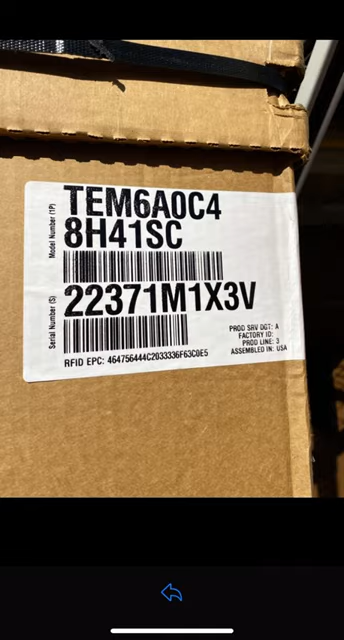 Model Number (1P)
TEM6A0C4
8H41SC
Serial Number (S)
22371M1X3V
PROD SRV DGT: A
FACTORY ID:
PROD LINE: 3
ASSEMBLED IN: USA
RFID EPC: 464756444C2033336F63C0E5